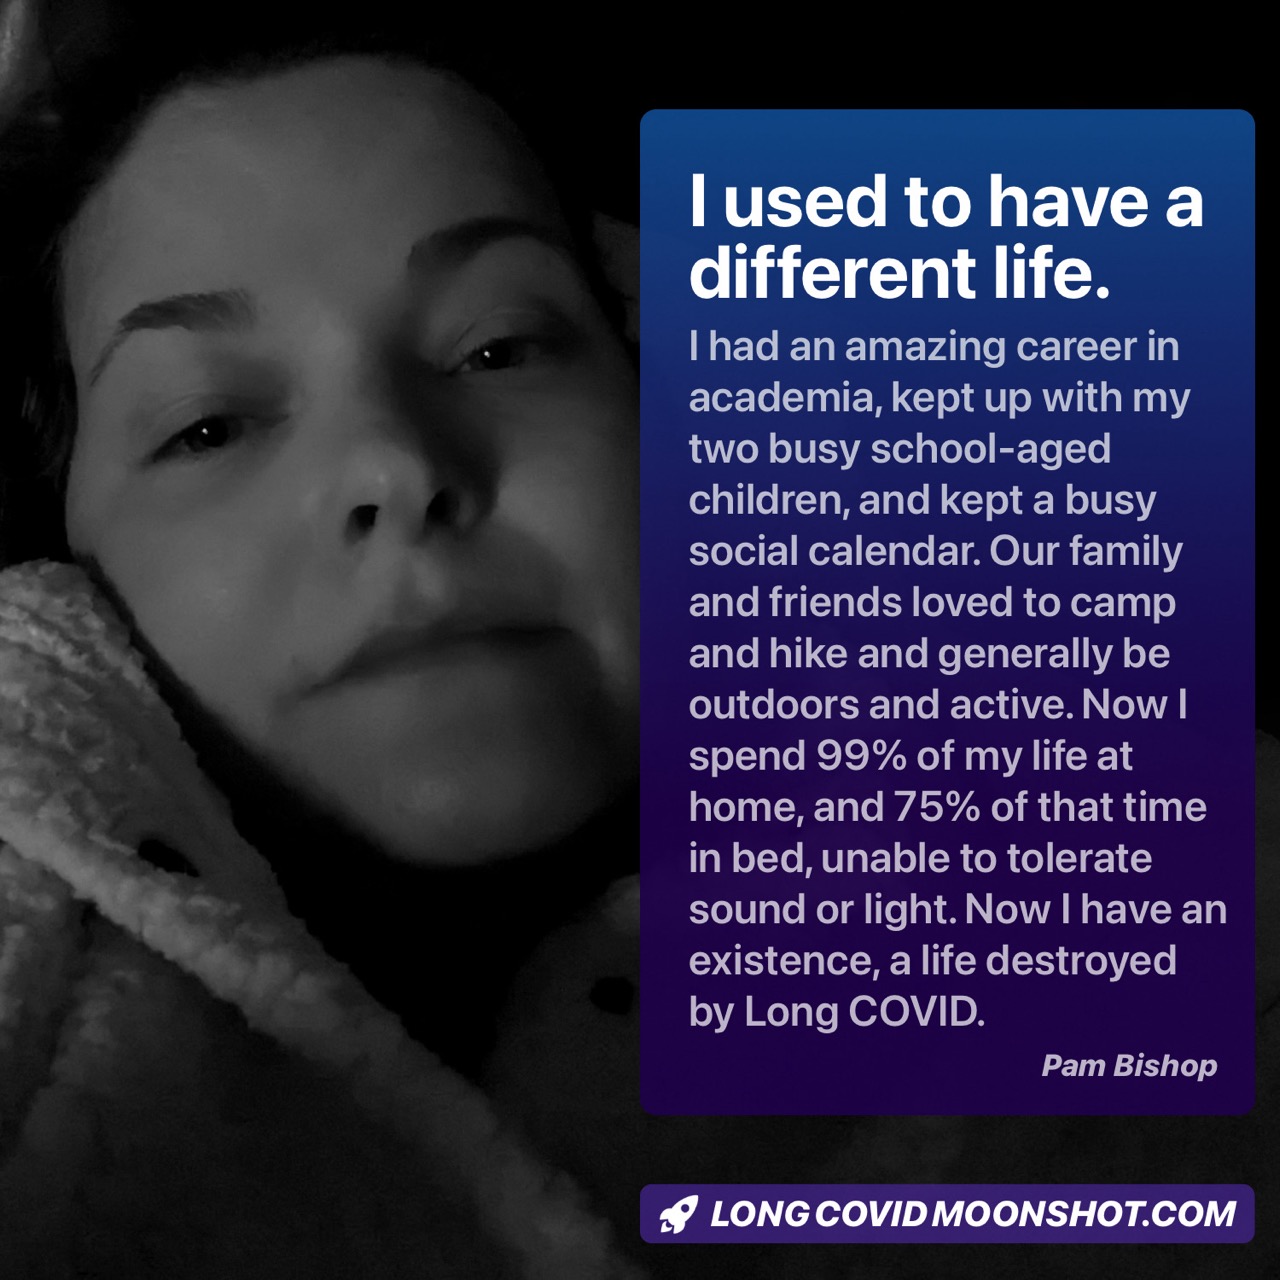 I used to have a
different life.
I had an amazing career in
academia, kept up with my
two busy school-aged
children, and kept a busy
social calendar. Our family
and friends loved to camp
and hike and generally be
outdoors and active. Now I
spend 99% of my life at
home, and 75% of that time
in bed, unable to tolerate
sound or light. Now I have an
existence, a life destroyed
by Long COVID.
Pam Bishop
LONG COVID MOONSHOT.COM